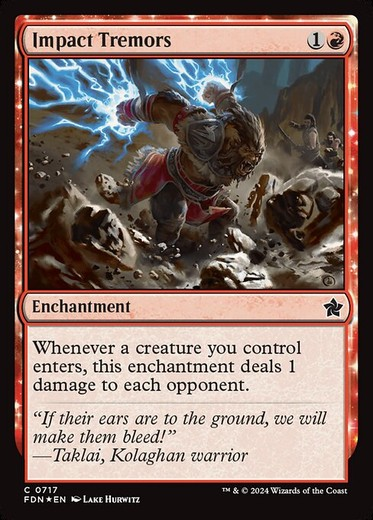 Impact Tremors 1
Enchantment
Whenever a creature you control
enters, this enchantment deals 1
damage to each opponent.
“If their ears are to the ground, we will
make them bleed!”
—Taklai, Kolaghan warrior
C 0717
FDN★EN Lake Hurwitz
™ & © 2024 Wizards of the Coast